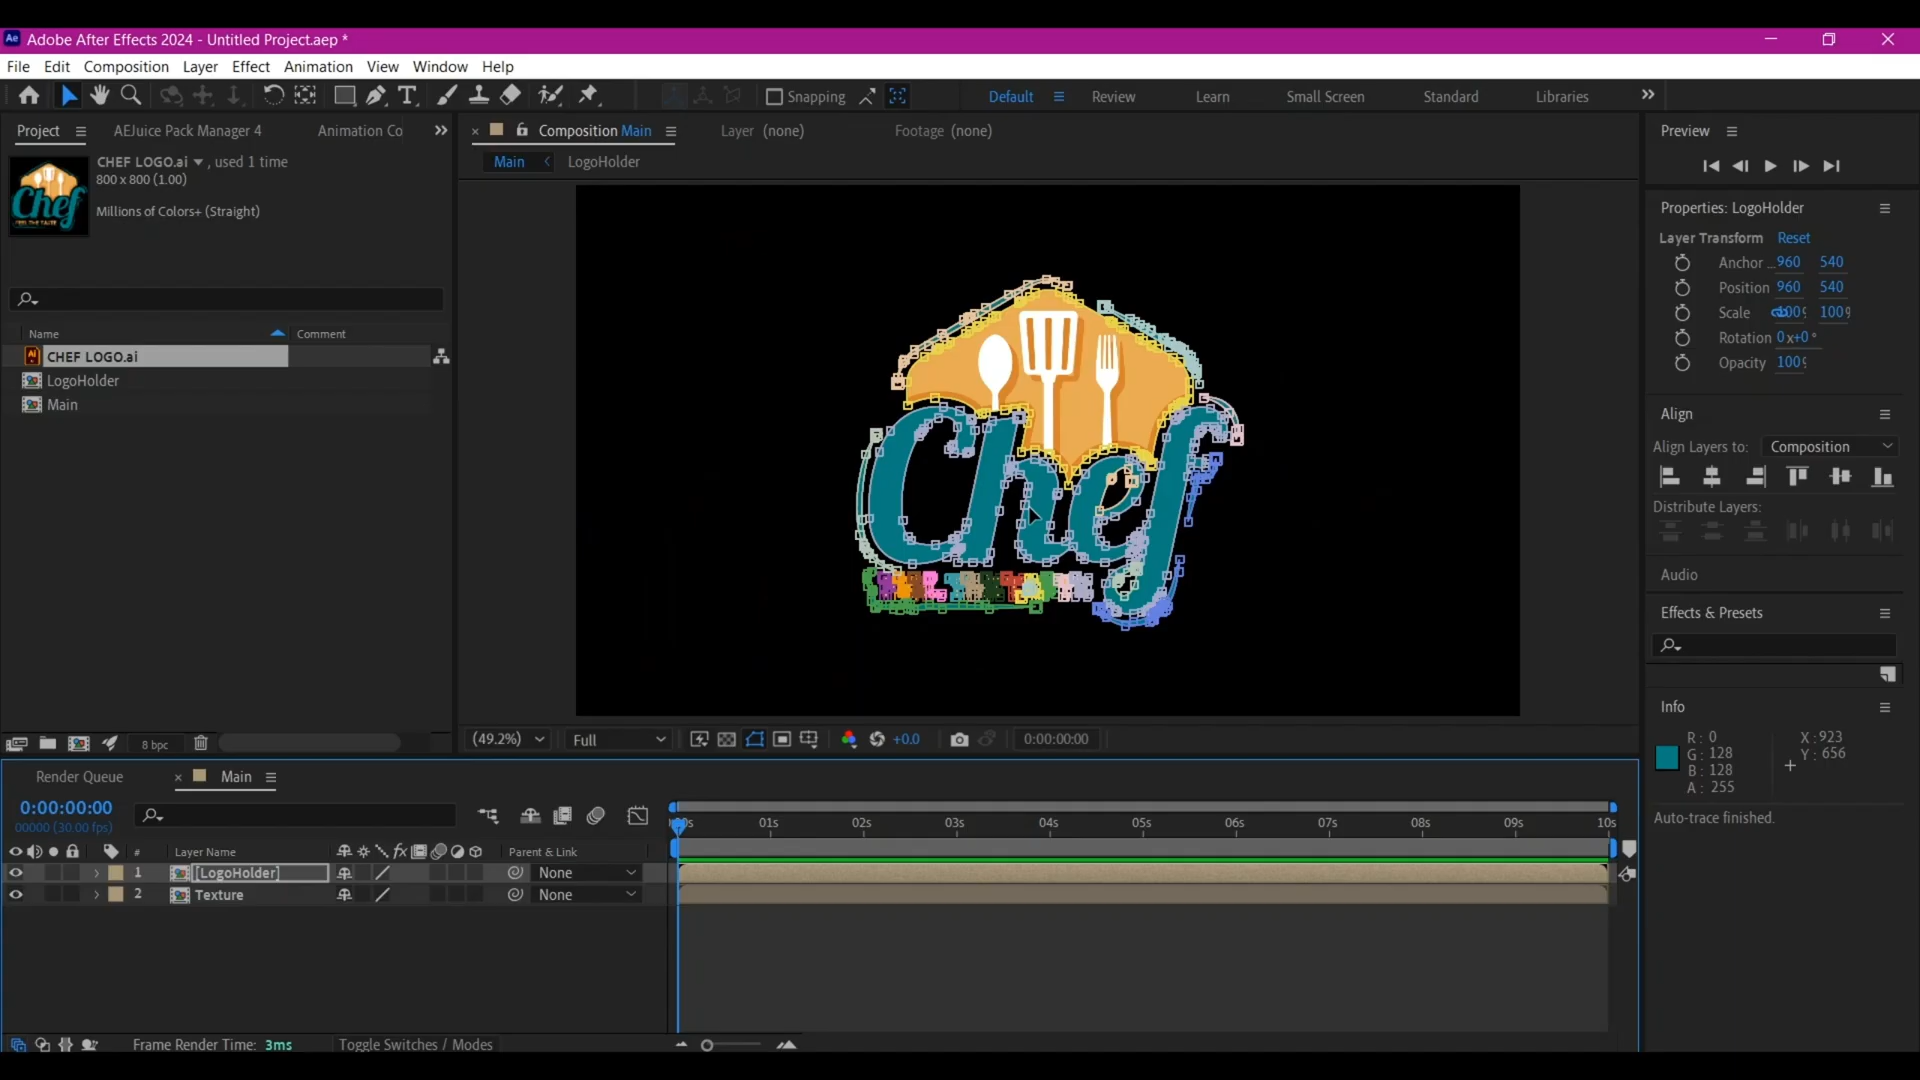 Ae Adobe After Effects 2024 - Untitled Project.aep *
File Edit Composition Layer Effect Animation View Window Help
Snapping
Default Review Learn Small Screen Standard Libraries
Project AEJuice Pack Manager 4 Animation Co
CHEF LOGO.ai , used 1 time
800 x 800 (1.00)
Millions of Colors+ (Straight)
Name Comment
CHEF LOGO.ai
LogoHolder
Main
8 bpc
Composition Main Layer (none) Footage (none)
Main LogoHolder
Chef
(49.2%) Full +0.0 0:00:00:00
Preview
Properties: LogoHolder
Layer Transform Reset
Anchor ... 960 540
Position 960 540
Scale 100 100
Rotation 0x+0°
Opacity 100
Align
Align Layers to: Composition
Distribute Layers:
Audio
Effects & Presets
Info
R: 0
G: 128
B: 128
A: 255
X: 923
Y: 656
Auto-trace finished.
Render Queue Main
0:00:00:00
00000 (30.00 fps)
# Layer Name Parent & Link
1 [LogoHolder] None
2 Texture None
01s 02s 03s 04s 05s 06s 07s 08s 09s 10s
Frame Render Time: 3ms Toggle Switches / Modes